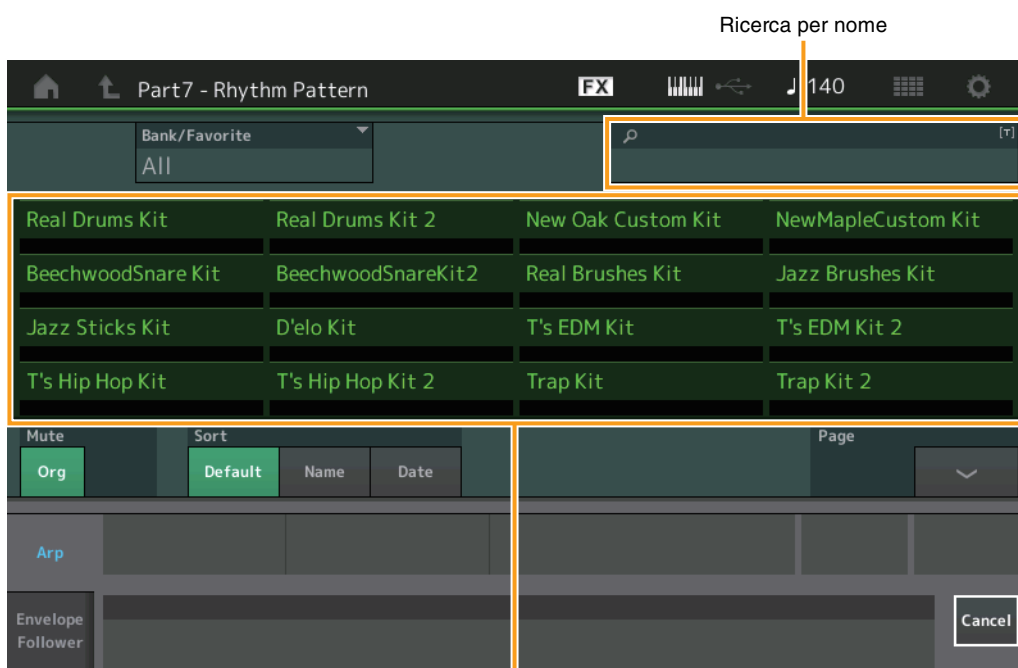 Ricerca per nome
Part7 - Rhythm Pattern
FX
♩ 140
Bank/Favorite
All
[T]
Real Drums Kit
Real Drums Kit 2
New Oak Custom Kit
NewMapleCustom Kit
BeechwoodSnare Kit
BeechwoodSnareKit2
Real Brushes Kit
Jazz Brushes Kit
Jazz Sticks Kit
D'elo Kit
T's EDM Kit
T's EDM Kit 2
T's Hip Hop Kit
T's Hip Hop Kit 2
Trap Kit
Trap Kit 2
Mute
Sort
Page
Org
Default
Name
Date
Arp
Envelope
Follower
Cancel